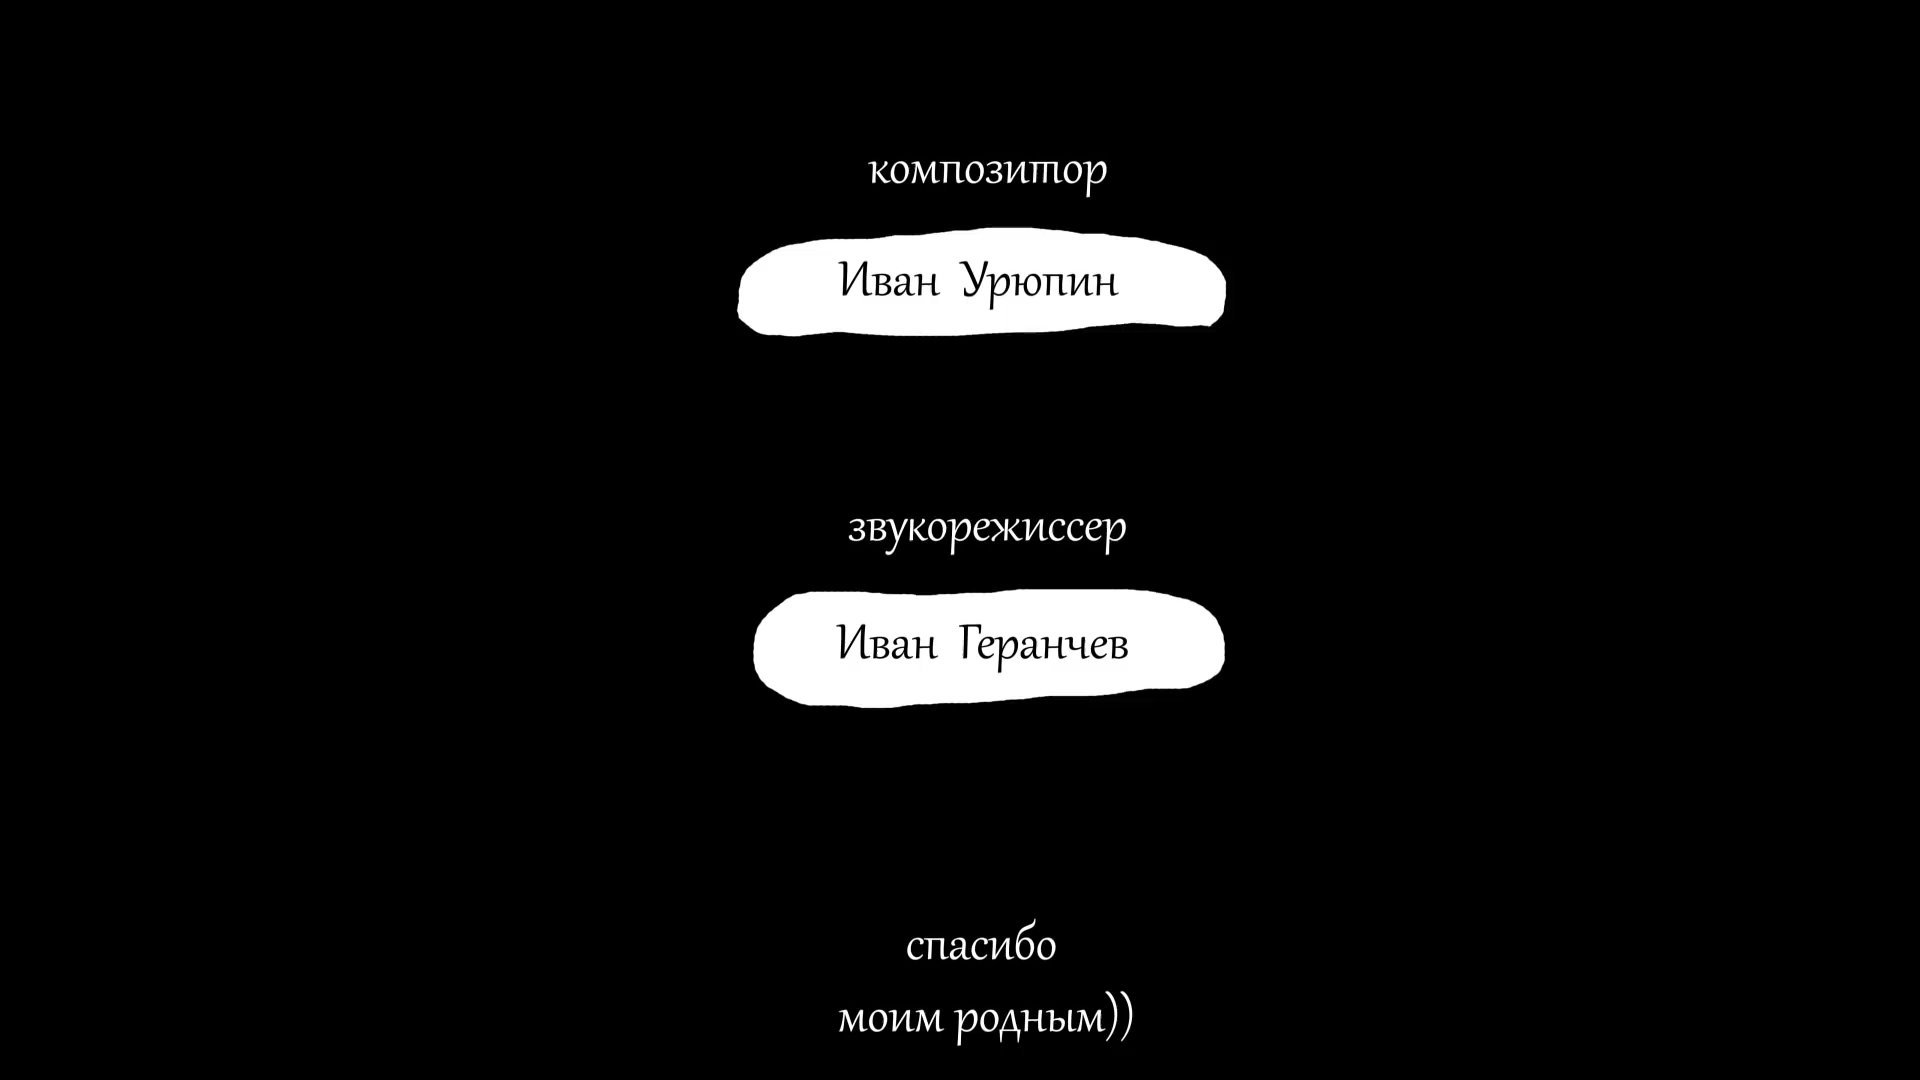 композитор
Иван Урюпин
звукорежиссер
Иван Геранчев
спасибо
моим родным))